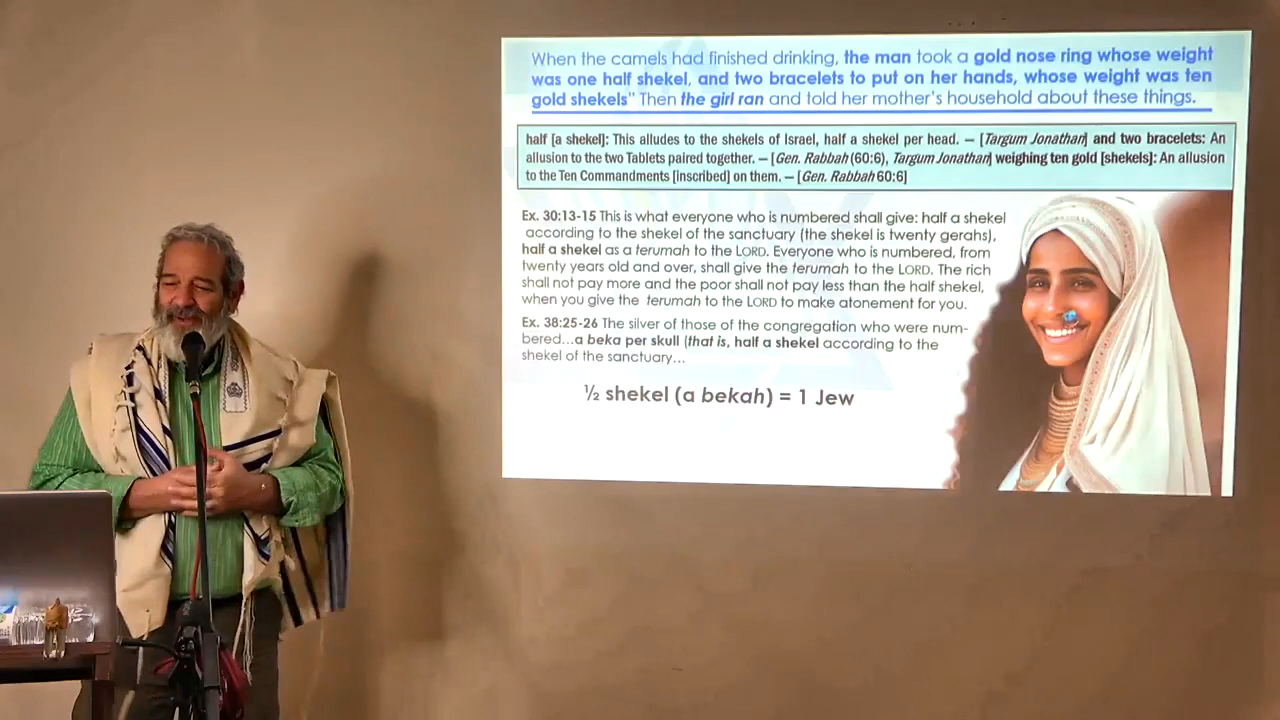 When the camels had finished drinking, the man took a gold nose ring whose weight
was one half shekel, and two bracelets to put on her hands, whose weight was ten
gold shekels" Then the girl ran and told her mother's household about these things.
half [a shekel]: This alludes to the shekels of Israel, half a shekel per head. — [Targum Jonathan] and two bracelets: An
allusion to the two Tablets paired together. — [Gen. Rabbah (60:6), Targum Jonathan] weighing ten gold [shekels]: An allusion
to the Ten Commandments [inscribed] on them. — [Gen. Rabbah 60:6]
Ex. 30:13-15 This is what everyone who is numbered shall give: half a shekel
according to the shekel of the sanctuary (the shekel is twenty gerahs),
half a shekel as a terumah to the LORD. Everyone who is numbered, from
twenty years old and over, shall give the terumah to the LORD. The rich
shall not pay more and the poor shall not pay less than the half shekel,
when you give the terumah to the LORD to make atonement for you.
Ex. 38:25-26 The silver of those of the congregation who were num-
bered...a beka per skull (that is, half a shekel according to the
shekel of the sanctuary...
½ shekel (a bekah) = 1 Jew